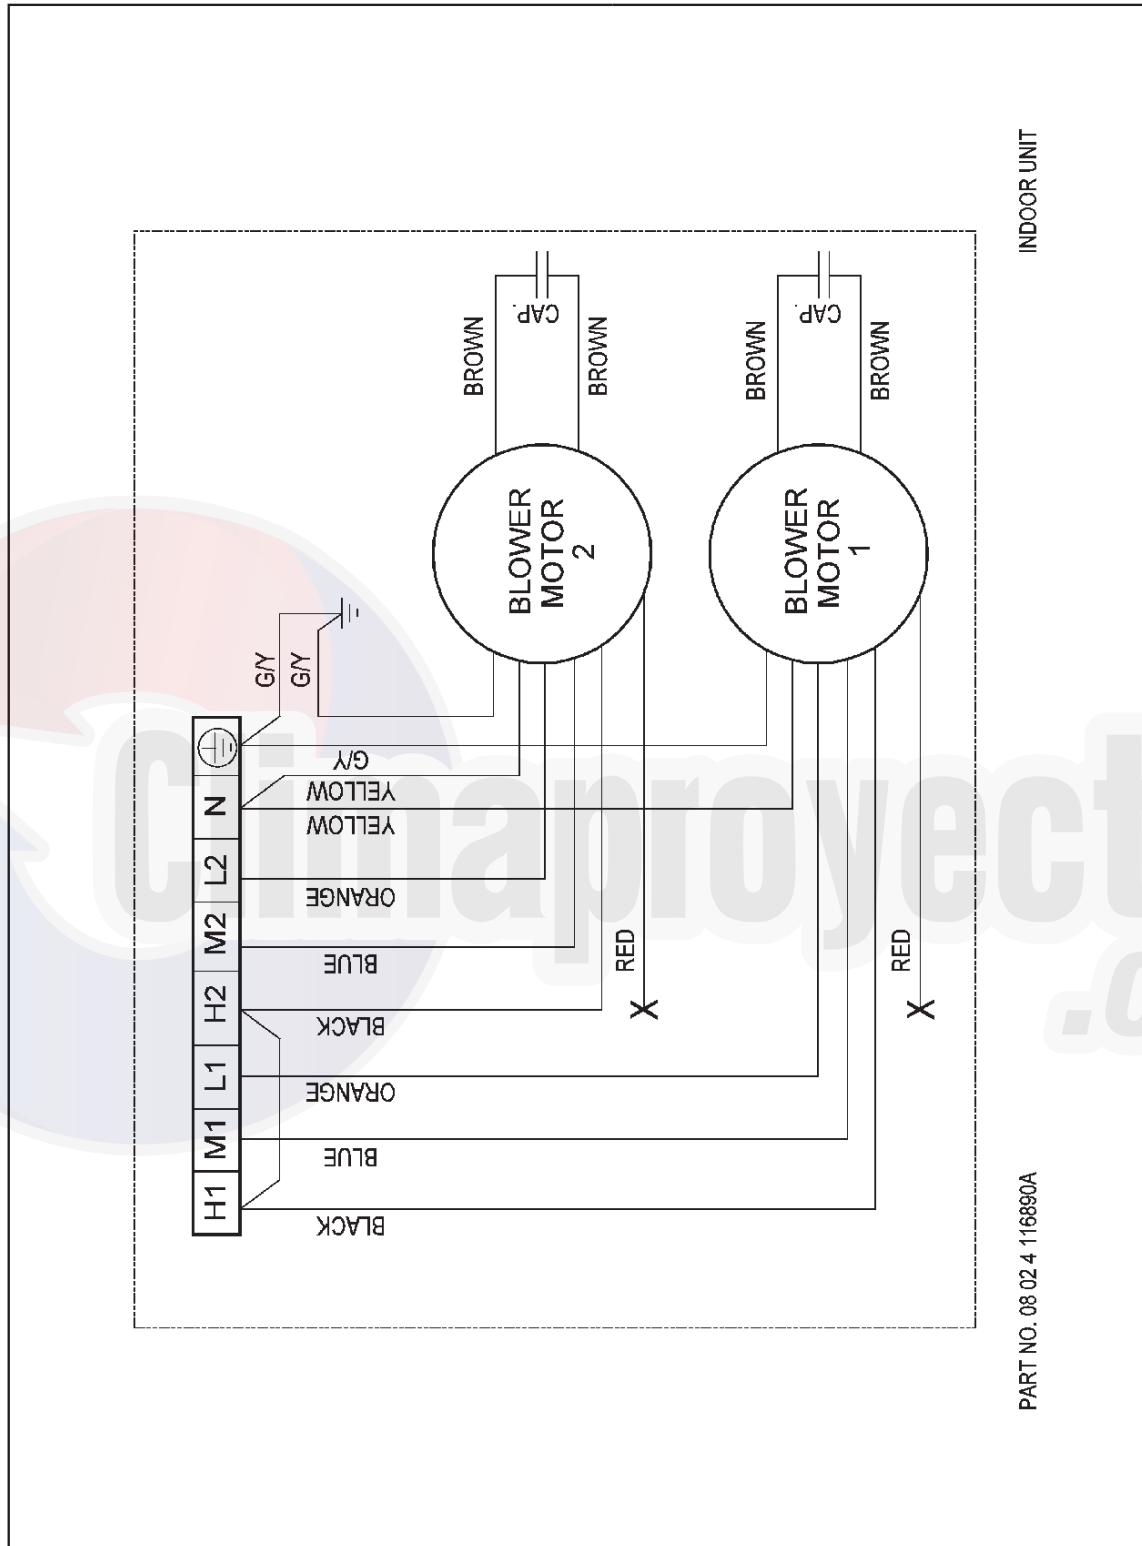 INDOOR UNIT
BROWN
CAP.
BROWN
BROWN
CAP.
BROWN
BLOWER
MOTOR
2
BLOWER
MOTOR
1
G/Y
G/Y
G/Y
YELLOW
YELLOW
ORANGE
BLUE
BLACK
ORANGE
BLUE
BLACK
RED
X
RED
X
N
L2
M2
H2
L1
M1
H1
PART NO. 08 02 4 116890A
Climaproyect
.c